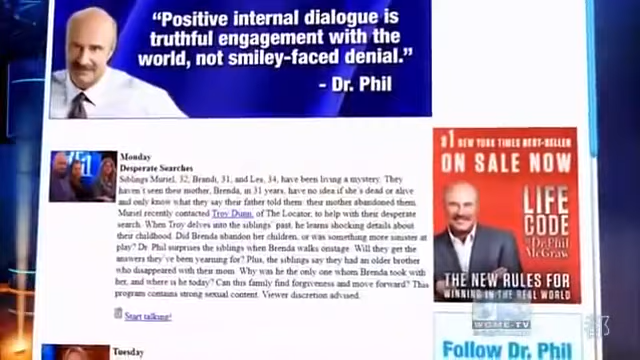 “Positive internal dialogue is
truthful engagement with the
world, not smiley-faced denial.”
- Dr. Phil
Monday
Desperate Searches
Siblings Muriel, 32, Brandi, 31, and Les, 34, have been living a mystery. They
haven't seen their mother, Brenda, in 31 years, have no idea if she's dead or alive
and only know what they say their father told them: their mother abandoned them.
Muriel recently contacted Troy Dunn, of The Locator, to help with their desperate
search. When Troy delves into the siblings' past, he learns shocking details about
their childhood. Did Brenda abandon her children, or was something more sinister at
play? Dr. Phil surprises the siblings when Brenda walks onstage. Will they get the
answers they've been yearning for? Plus, the siblings say they had an older brother
who disappeared with their mom. Why was he the only one whom Brenda took with
her, and where is he today? Can this family find forgiveness and move forward? This
program contains strong sexual content. Viewer discretion advised.
Start talking!
Tuesday
#1 NEW YORK TIMES BEST-SELLER
ON SALE NOW
LIFE
CODE
by Dr. Phil
McGraw
THE NEW RULES FOR
WINNING IN THE REAL WORLD
WGME-TV
Follow Dr. Phil